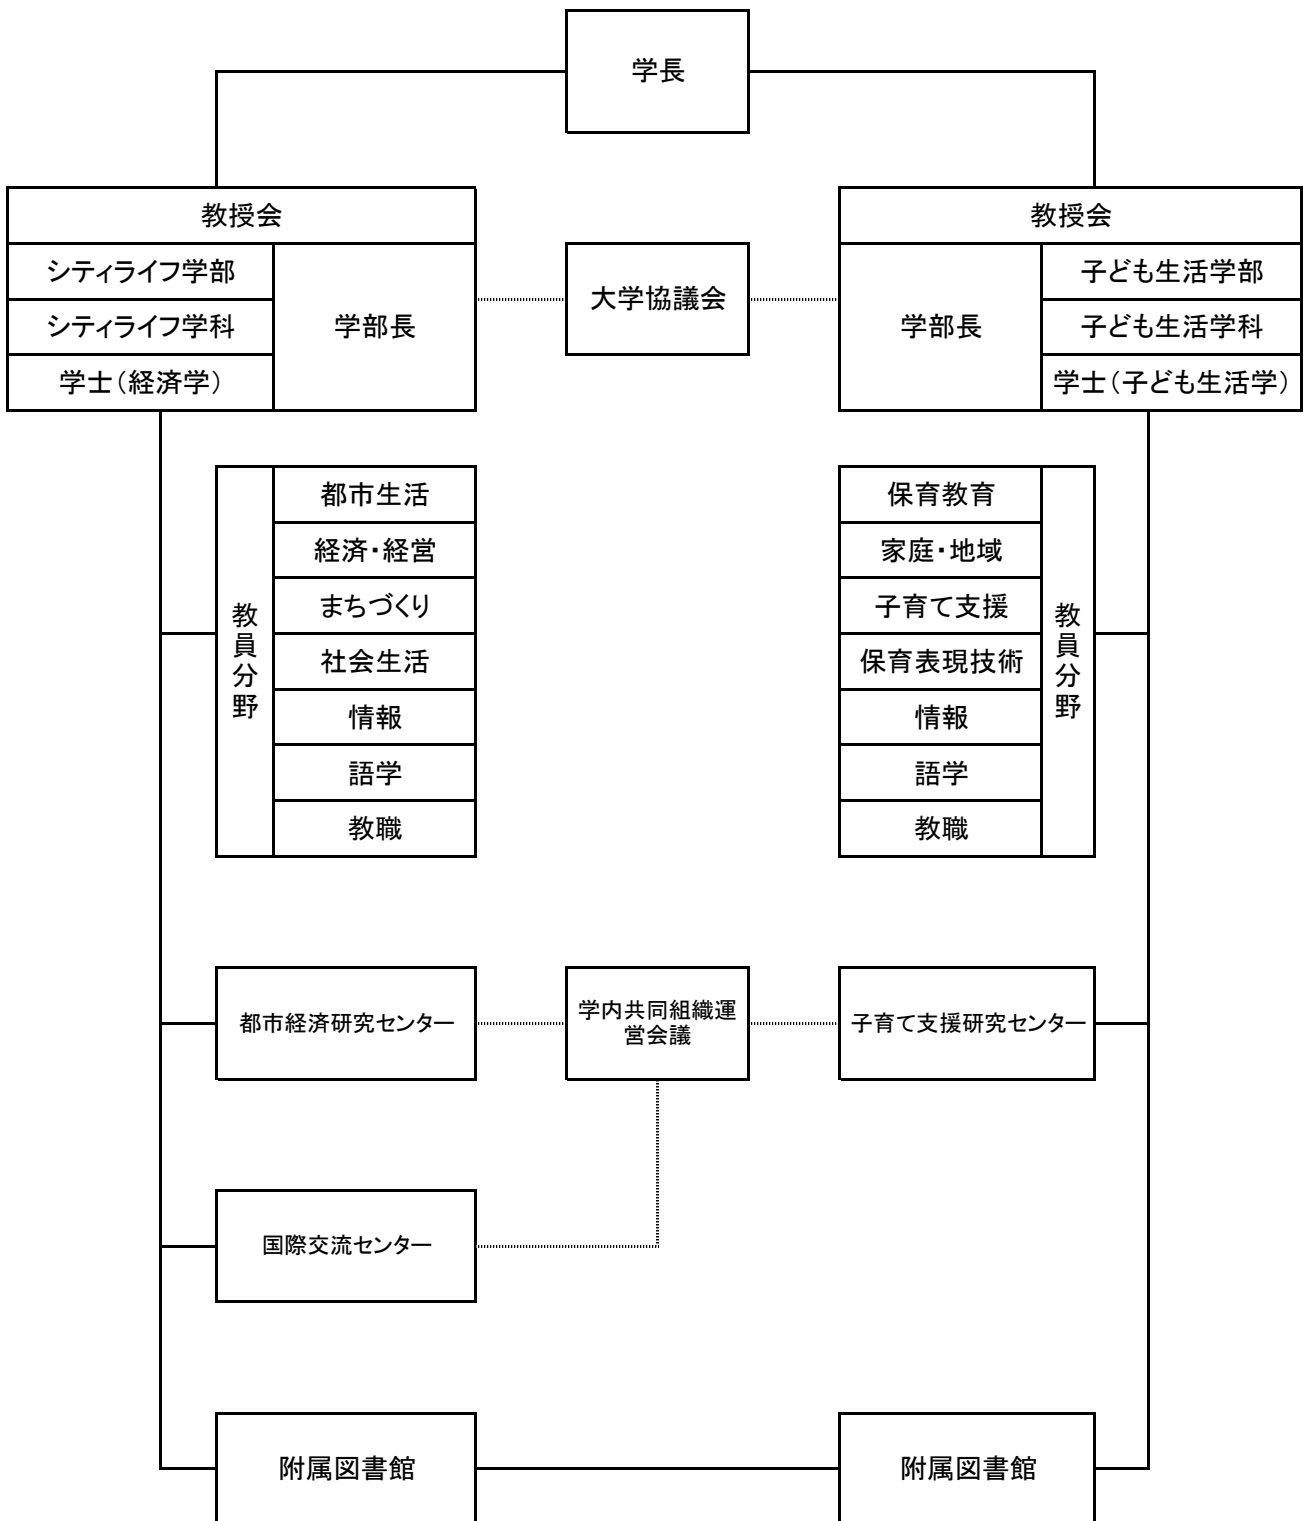 学長
教授会
シティライフ学部
シティライフ学科
学士（経済学）
学部長
大学協議会
教授会
学部長
子ども生活学部
子ども生活学科
学士（子ども生活学）
教員分野
都市生活
経済・経営
まちづくり
社会生活
情報
語学
教職
保育教育
家庭・地域
子育て支援
保育表現技術
情報
語学
教職
教員分野
都市経済研究センター
学内共同組織運
営会議
子育て支援研究センター
国際交流センター
附属図書館
附属図書館